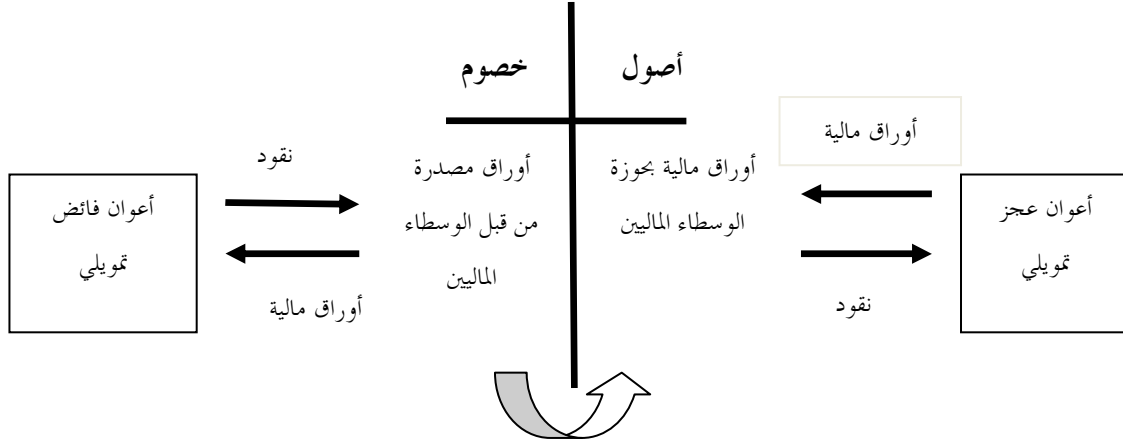 أصول
خصوم
أوراق مالية
أوراق مالية بحوزة
الوسطاء الماليين
أوراق مصدرة
من قبل الوسطاء
الماليين
نقود
أعوان عجز
تمويلي
أعوان فائض
تمويلي
نقود
أوراق مالية